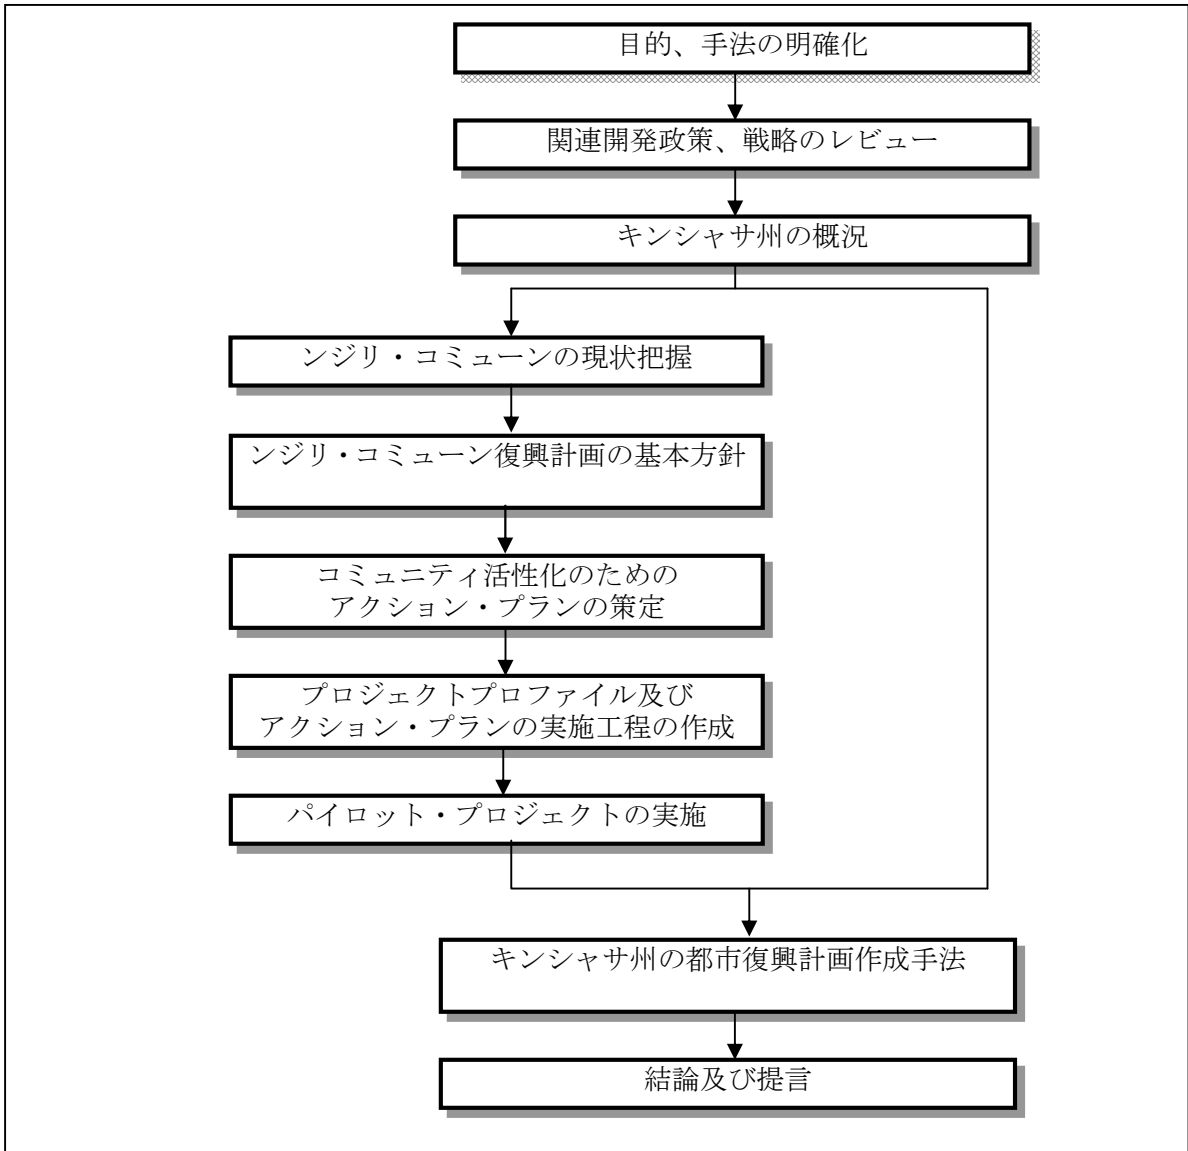 目的、手法の明確化
関連開発政策、戦略のレビュー
キンシャサ州の概況
ンジリ・コミューンの現状把握
ンジリ・コミューン復興計画の基本方針
コミュニティ活性化のための
アクション・プランの策定
プロジェクトプロファイル及び
アクション・プランの実施工程の作成
パイロット・プロジェクトの実施
キンシャサ州の都市復興計画作成手法
結論及び提言